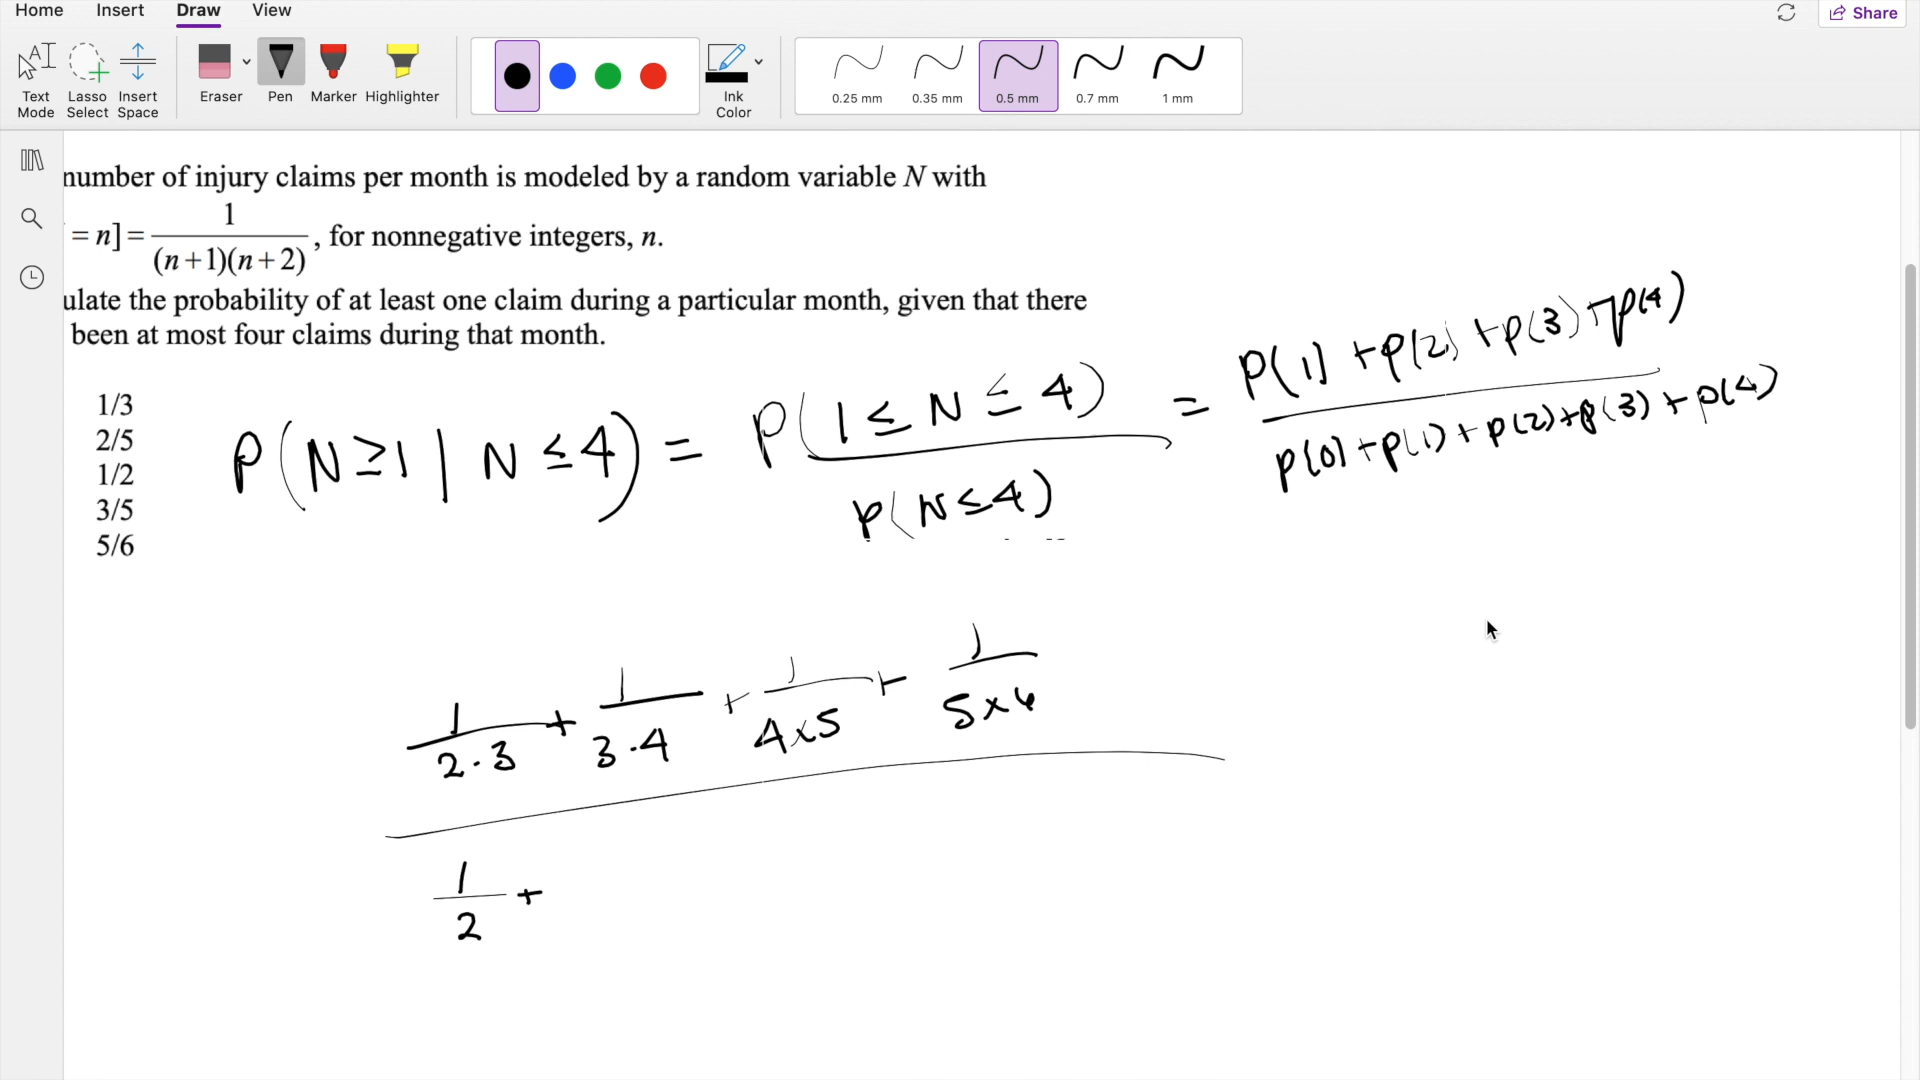 Home Insert Draw View
Share
Text Mode
Lasso Select
Insert Space
Eraser
Pen
Marker
Highlighter
Ink Color
0.25 mm
0.35 mm
0.5 mm
0.7 mm
1 mm
number of injury claims per month is modeled by a random variable N with
= n] = 1/((n+1)(n+2)), for nonnegative integers, n.
ulate the probability of at least one claim during a particular month, given that there
been at most four claims during that month.
1/3
2/5
1/2
3/5
5/6
P(N≥1 | N≤4) = P(1≤N≤4) / P(N≤4) = P(1)+P(2)+P(3)+P(4) / P(0)+P(1)+P(2)+P(3)+P(4)
1/2·3 + 1/3·4 + 1/4×5 + 1/5×6
1/2 +